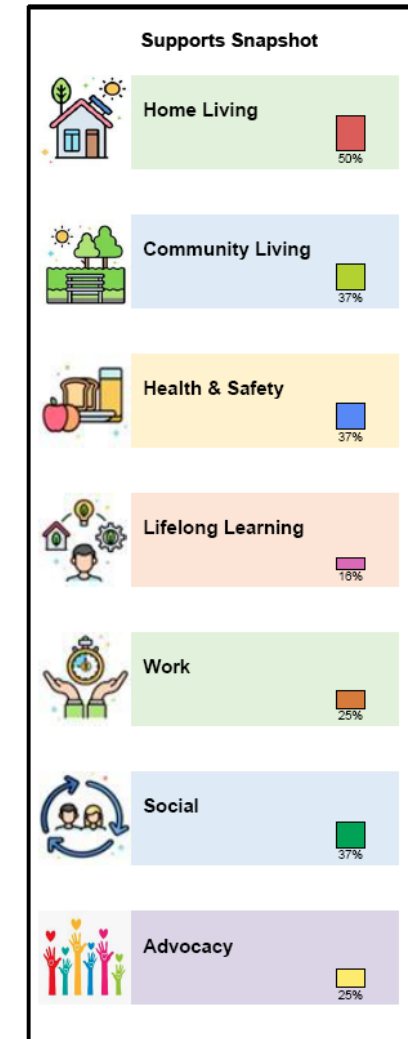 Supports Snapshot
Home Living
50%
Community Living
37%
Health & Safety
37%
Lifelong Learning
16%
Work
25%
Social
37%
Advocacy
25%